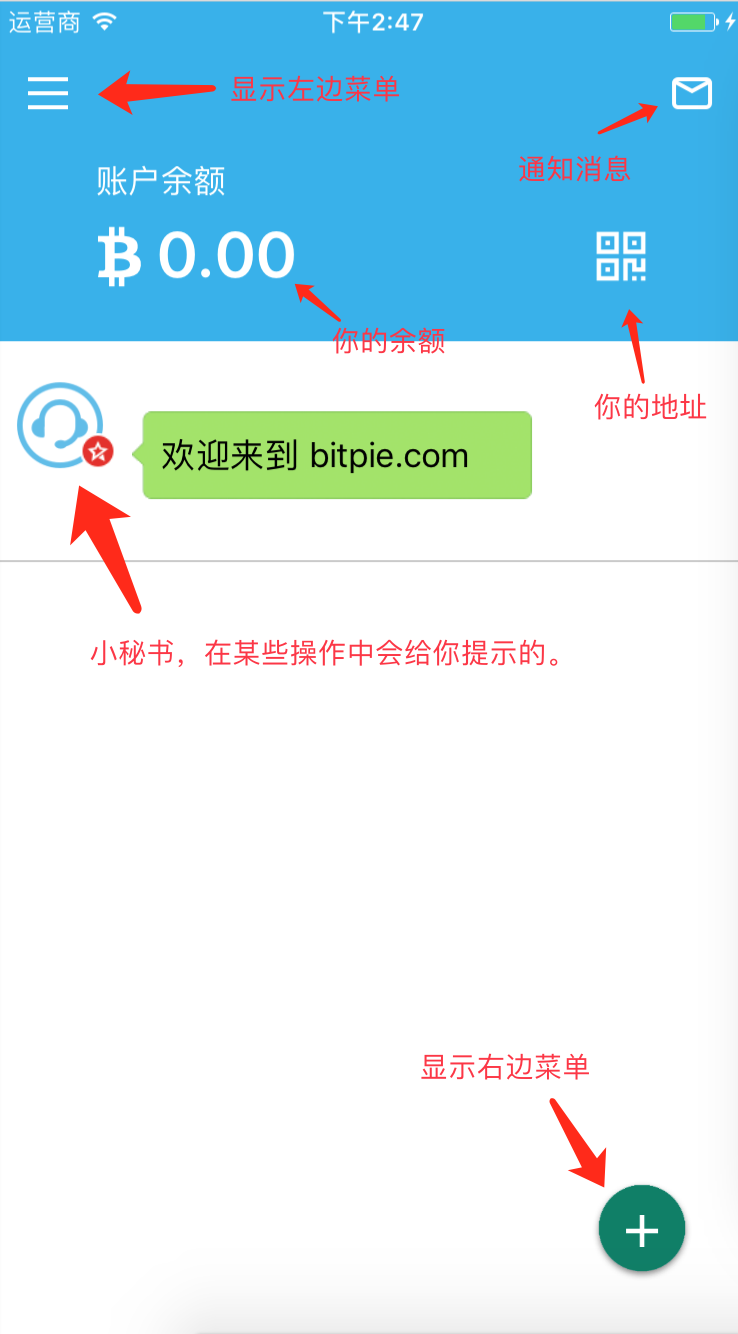 运营商
下午2:47
显示左边菜单
通知消息
账户余额
0.00
你的余额
你的地址
欢迎来到 bitpie.com
小秘书，在某些操作中会给你提示的。
显示右边菜单